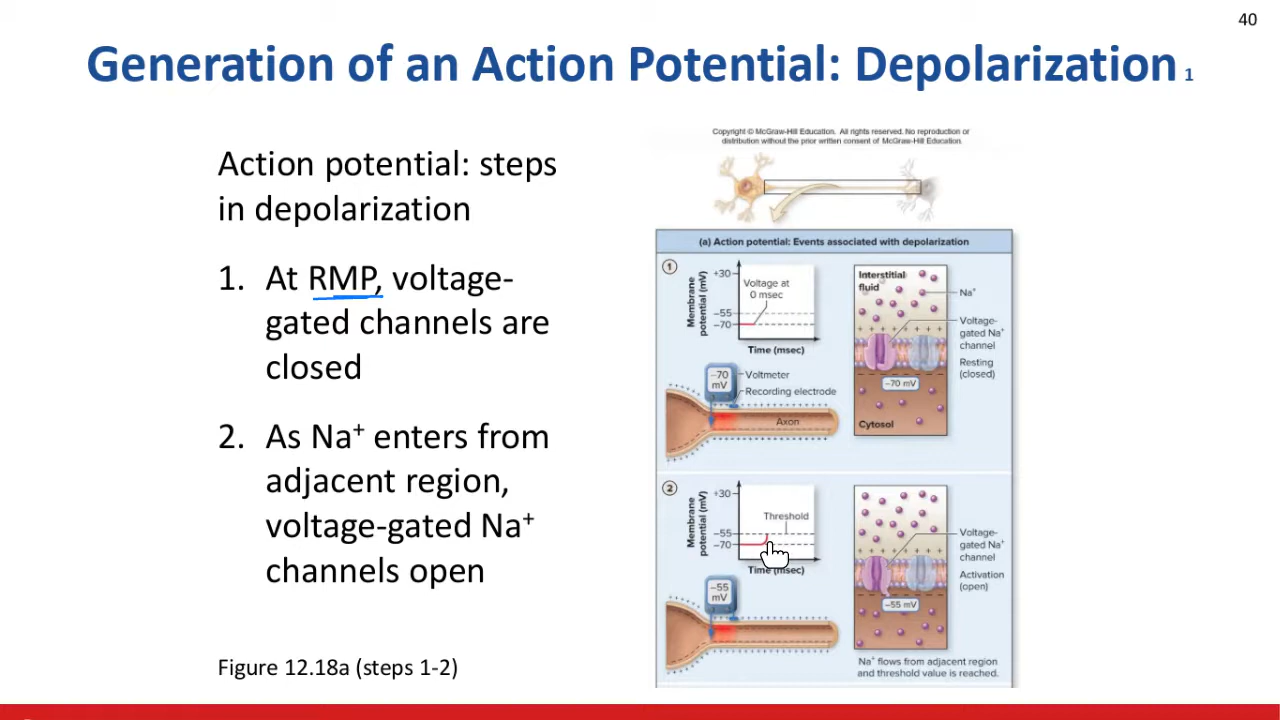 40
Generation of an Action Potential: Depolarization 1
Action potential: steps
in depolarization
1. At RMP, voltage-
gated channels are
closed
2. As Na⁺ enters from
adjacent region,
voltage-gated Na⁺
channels open
Figure 12.18a (steps 1-2)
Copyright © McGraw-Hill Education. All rights reserved. No reproduction or
distribution without the prior written consent of McGraw-Hill Education.
(a) Action potential: Events associated with depolarization
1
Membrane
potential (mV)
+30
−55
−70
Voltage at
0 msec
Time (msec)
−70
mV
Voltmeter
Recording electrode
Axon
Interstitial
fluid
Na⁺
Voltage-
gated Na⁺
channel
Resting
(closed)
−70 mV
Cytosol
2
Membrane
potential (mV)
+30
−55
−70
Threshold
Time (msec)
−55
mV
Voltage-
gated Na⁺
channel
Activation
(open)
−55 mV
Na⁺ flows from adjacent region
and threshold value is reached.